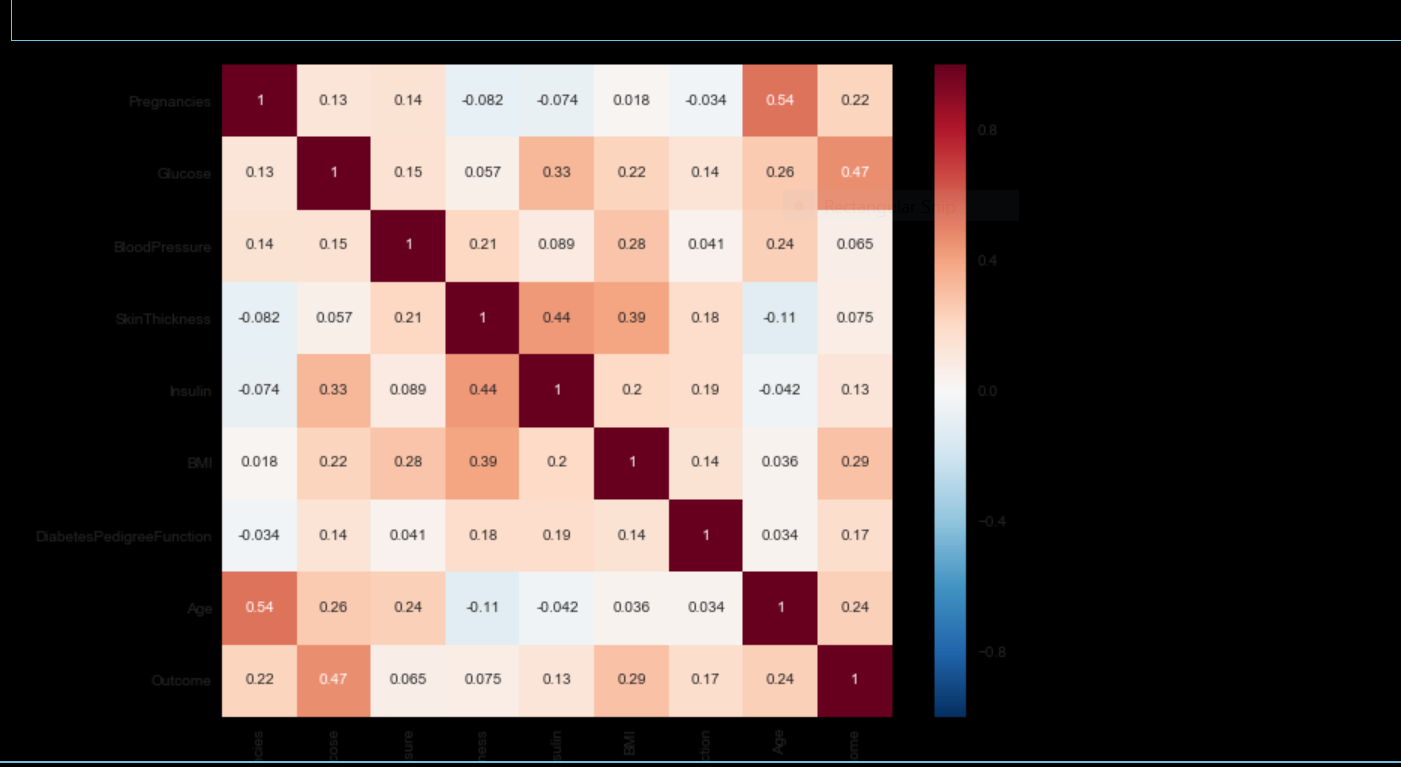 Pregnancies 1 0.13 0.14 -0.082 -0.074 0.018 -0.034 0.54 0.22
0.8
Glucose 0.13 1 0.15 0.057 0.33 0.22 0.14 0.26 0.47
Rectangular Snip
BloodPressure 0.14 0.15 1 0.21 0.089 0.28 0.041 0.24 0.065
0.4
SkinThickness -0.082 0.057 0.21 1 0.44 0.39 0.18 -0.11 0.075
Insulin -0.074 0.33 0.089 0.44 1 0.2 0.19 -0.042 0.13
0.0
BMI 0.018 0.22 0.28 0.39 0.2 1 0.14 0.036 0.29
−0.4
DiabetesPedigreeFunction -0.034 0.14 0.041 0.18 0.19 0.14 1 0.034 0.17
Age 0.54 0.26 0.24 -0.11 -0.042 0.036 0.034 1 0.24
−0.8
Outcome 0.22 0.47 0.065 0.075 0.13 0.29 0.17 0.24 1
cies ose sure ness sulin BMI ction Age ome